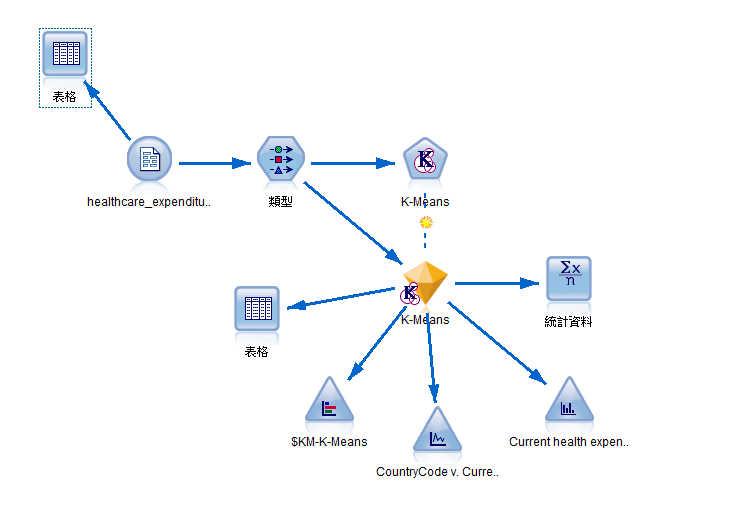 表格
healthcare_expenditu..
類型
K-Means
K-Means
Σx
n
統計資料
表格
$KM-K-Means
CountryCode v. Curre..
Current health expen..